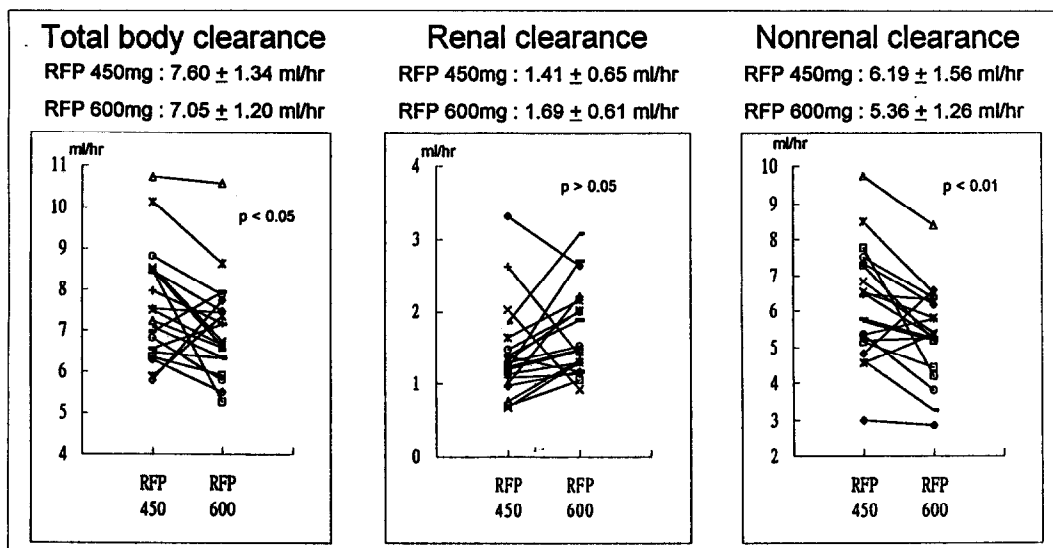 Total body clearance
RFP 450mg : 7.60 ± 1.34 ml/hr
RFP 600mg : 7.05 ± 1.20 ml/hr
ml/hr
11
10
9
8
7
6
5
4
p < 0.05
RFP RFP
450 600
Renal clearance
RFP 450mg : 1.41 ± 0.65 ml/hr
RFP 600mg : 1.69 ± 0.61 ml/hr
ml/hr
4
3
2
1
0
p > 0.05
RFP RFP
450 600
Nonrenal clearance
RFP 450mg : 6.19 ± 1.56 ml/hr
RFP 600mg : 5.36 ± 1.26 ml/hr
ml/hr
10
9
8
7
6
5
4
3
2
p < 0.01
RFP RFP
450 600